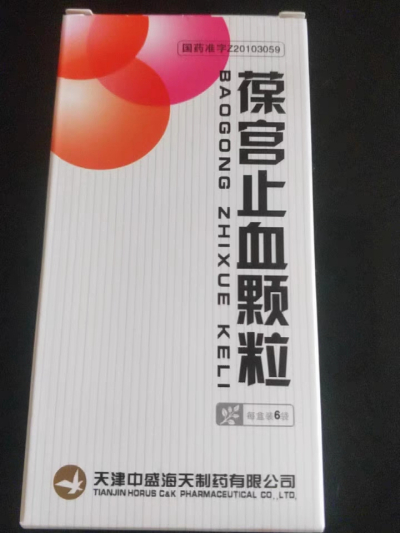 国药准字Z20103059
葆宫止血颗粒
BAOGONG ZHIXUE KELI
每盒装6袋
天津中盛海天制药有限公司
TIANJIN HORUS C&K PHARMACEUTICAL CO.,LTD.